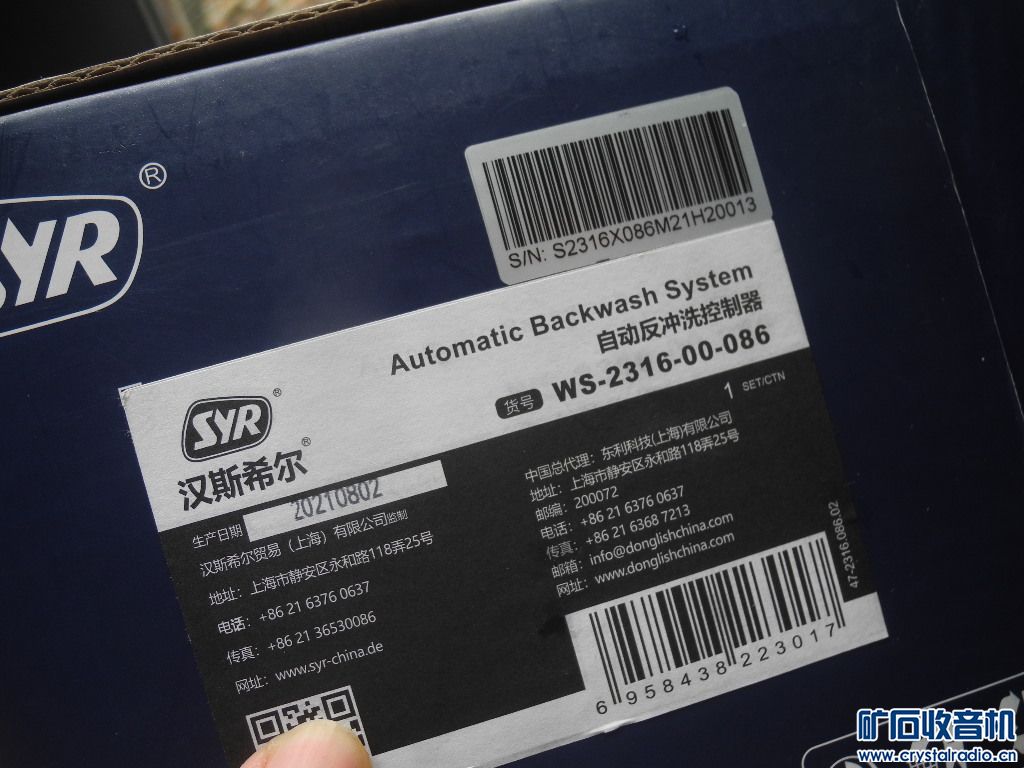 SYR®
S/N: S2316X086M21H20013
Automatic Backwash System
自动反冲洗控制器
货号 WS-2316-00-086
1 SET/CTN
SYR®
汉斯希尔®
生产日期 20210802
汉斯希尔贸易（上海）有限公司监制
地址：上海市静安区永和路118弄25号
电话：+86 21 6376 0637
传真：+86 21 36530086
网址：www.syr-china.de
中国总代理：东利科技(上海)有限公司
地址：上海市静安区永和路118弄25号
邮编：200072
电话：+86 21 6376 0637
传真：+86 21 6368 7213
邮箱：info@donglishchina.com
网址：www.donglishchina.com
47-2316.086.02
6958438223017
矿石收音机
www.crystalradio.cn